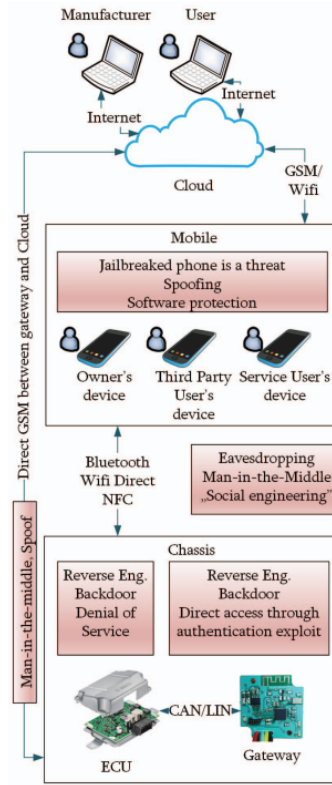 Manufacturer
User
Internet
Internet
Cloud
GSM/
Wifi
Direct GSM between gateway and Cloud
Mobile
Jailbreaked phone is a threat
Spoofing
Software protection
Owner's
device
Third Party
User's
device
Service User's
device
Bluetooth
Wifi Direct
NFC
Eavesdropping
Man-in-the-Middle
„Social engineering"
Man-in-the-middle, Spoof
Chassis
Reverse Eng.
Backdoor
Denial of
Service
Reverse Eng.
Backdoor
Direct access through
authentication exploit
CAN/LIN
ECU
Gateway